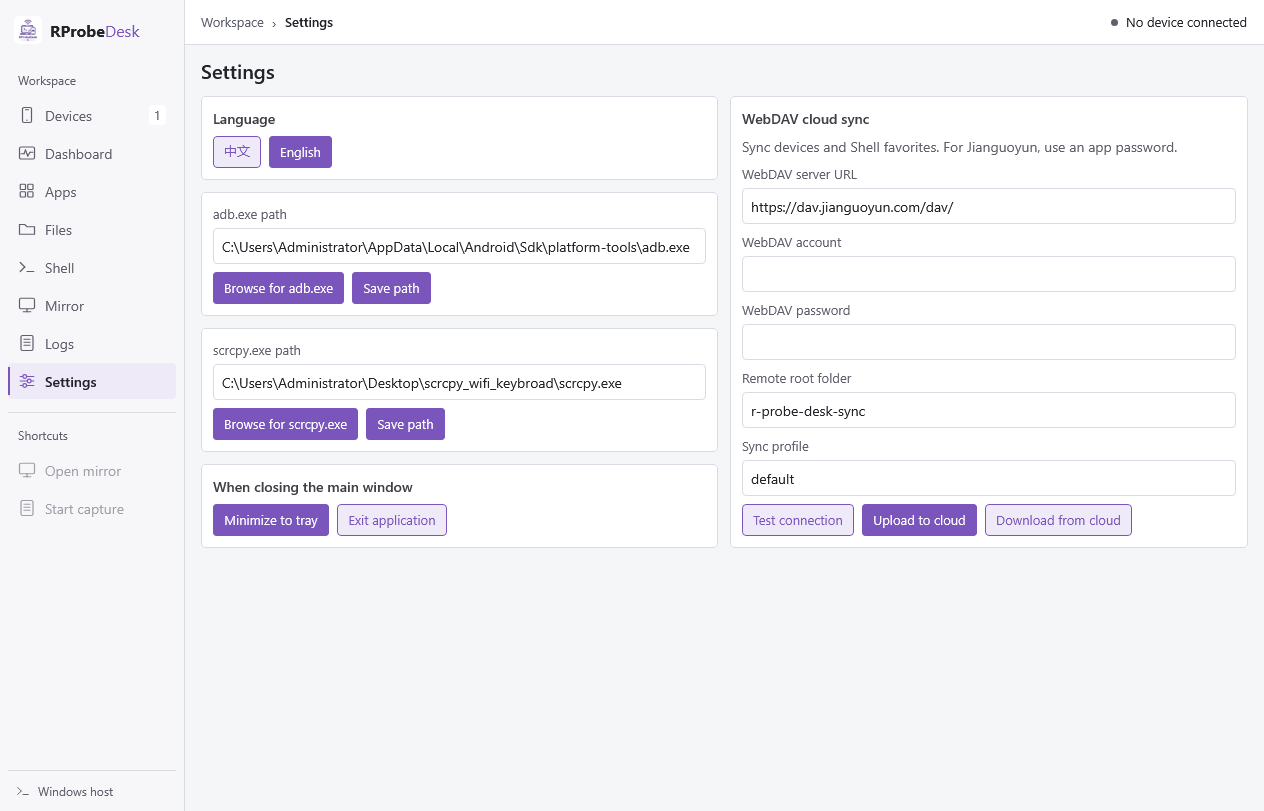 RProbeDesk
Workspace
Devices 1
Dashboard
Apps
Files
Shell
Mirror
Logs
Settings
Shortcuts
Open mirror
Start capture
Windows host
Workspace › Settings
No device connected
Settings
Language
中文 English
adb.exe path
C:\Users\Administrator\AppData\Local\Android\Sdk\platform-tools\adb.exe
Browse for adb.exe Save path
scrcpy.exe path
C:\Users\Administrator\Desktop\scrcpy_wifi_keybroad\scrcpy.exe
Browse for scrcpy.exe Save path
When closing the main window
Minimize to tray Exit application
WebDAV cloud sync
Sync devices and Shell favorites. For Jianguoyun, use an app password.
WebDAV server URL
https://dav.jianguoyun.com/dav/
WebDAV account
WebDAV password
Remote root folder
r-probe-desk-sync
Sync profile
default
Test connection Upload to cloud Download from cloud